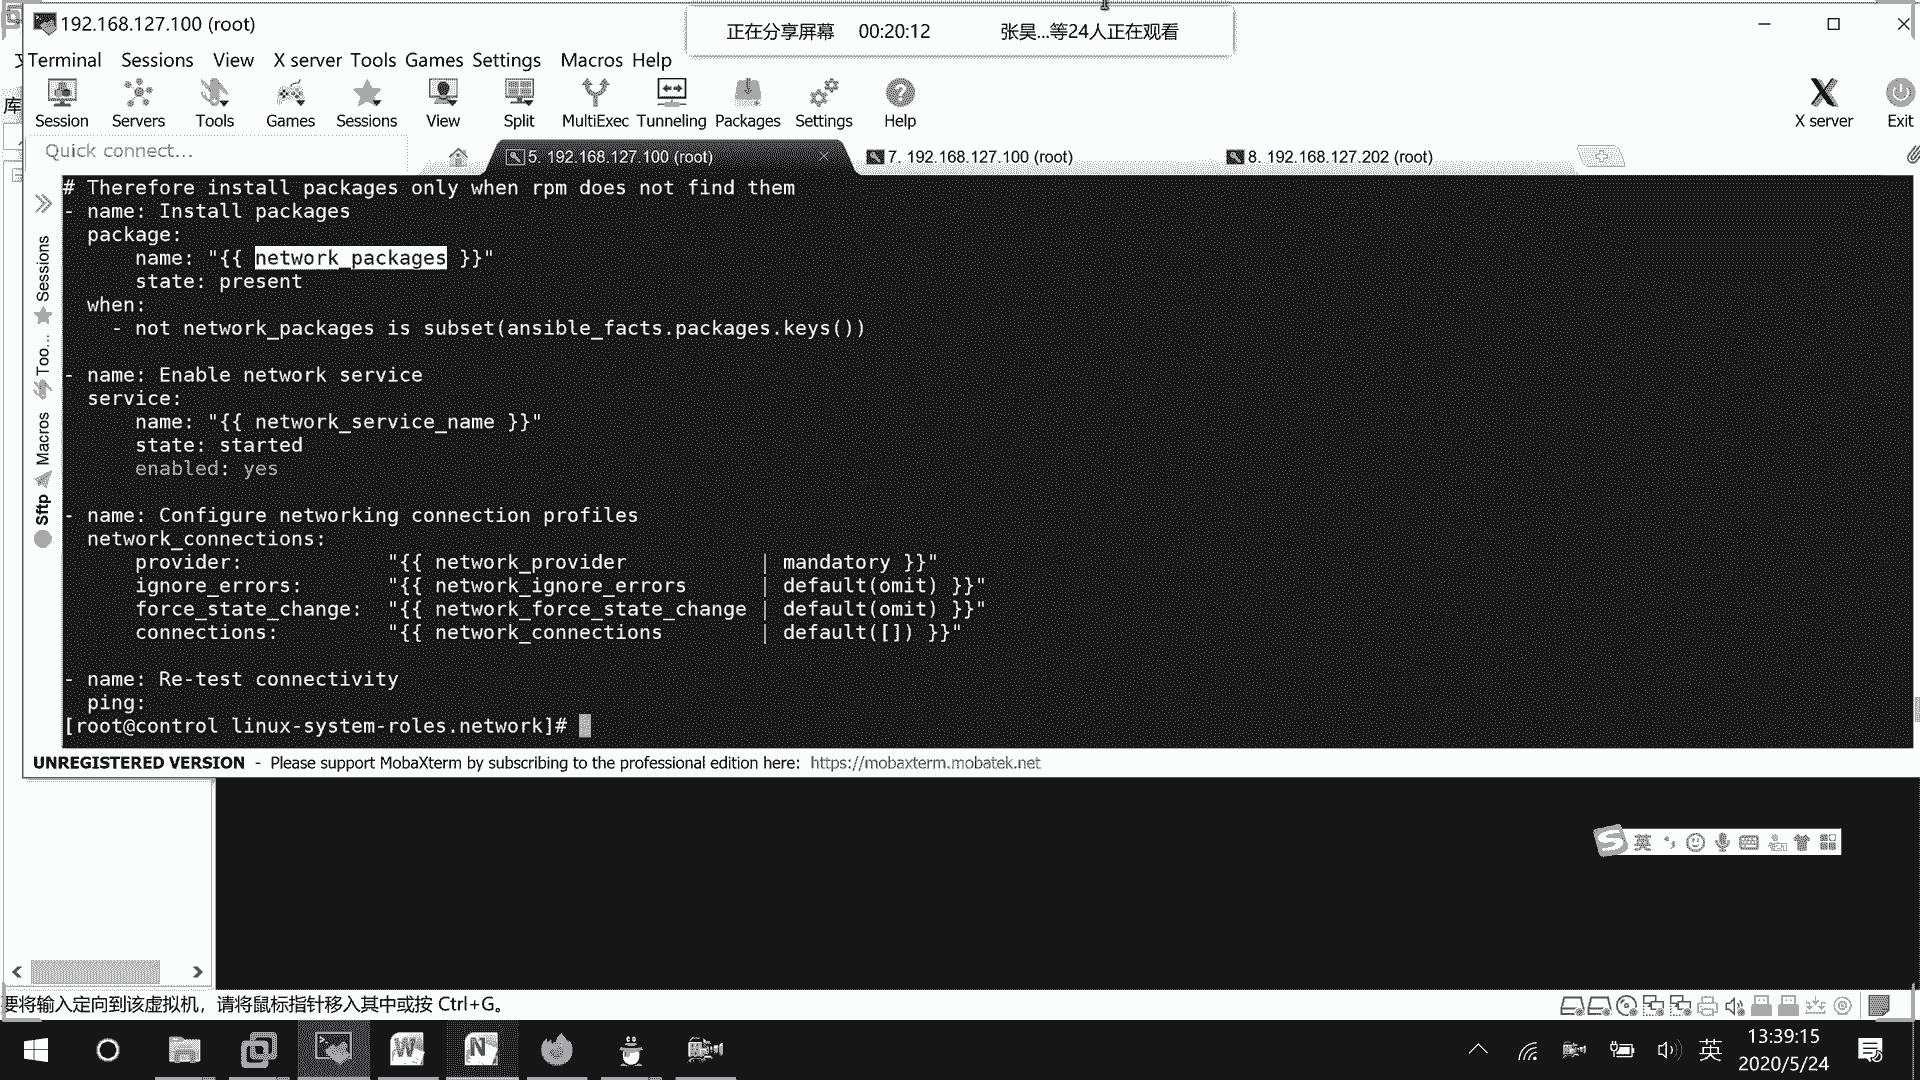 192.168.127.100 (root)
正在分享屏幕 00:20:12 张昊...等24人正在观看
Terminal Sessions View X server Tools Games Settings Macros Help
Session Servers Tools Games Sessions View Split MultiExec Tunneling Packages Settings Help X server Exit
库
Quick connect...
5. 192.168.127.100 (root)
7. 192.168.127.100 (root)
8. 192.168.127.202 (root)
Sessions
Too...
Macros
Sftp
# Therefore install packages only when rpm does not find them
- name: Install packages
  package:
      name: "{{ network_packages }}"
      state: present
  when:
    - not network_packages is subset(ansible_facts.packages.keys())
- name: Enable network service
  service:
      name: "{{ network_service_name }}"
      state: started
      enabled: yes
- name: Configure networking connection profiles
  network_connections:
      provider:            "{{ network_provider           | mandatory }}"
      ignore_errors:       "{{ network_ignore_errors      | default(omit) }}"
      force_state_change:  "{{ network_force_state_change | default(omit) }}"
      connections:         "{{ network_connections        | default([]) }}"
- name: Re-test connectivity
  ping:
[root@control linux-system-roles.network]#
UNREGISTERED VERSION - Please support MobaXterm by subscribing to the professional edition here: https://mobaxterm.mobatek.net
英
要将输入定向到该虚拟机，请将鼠标指针移入其中或按 Ctrl+G。
英
13:39:15
2020/5/24